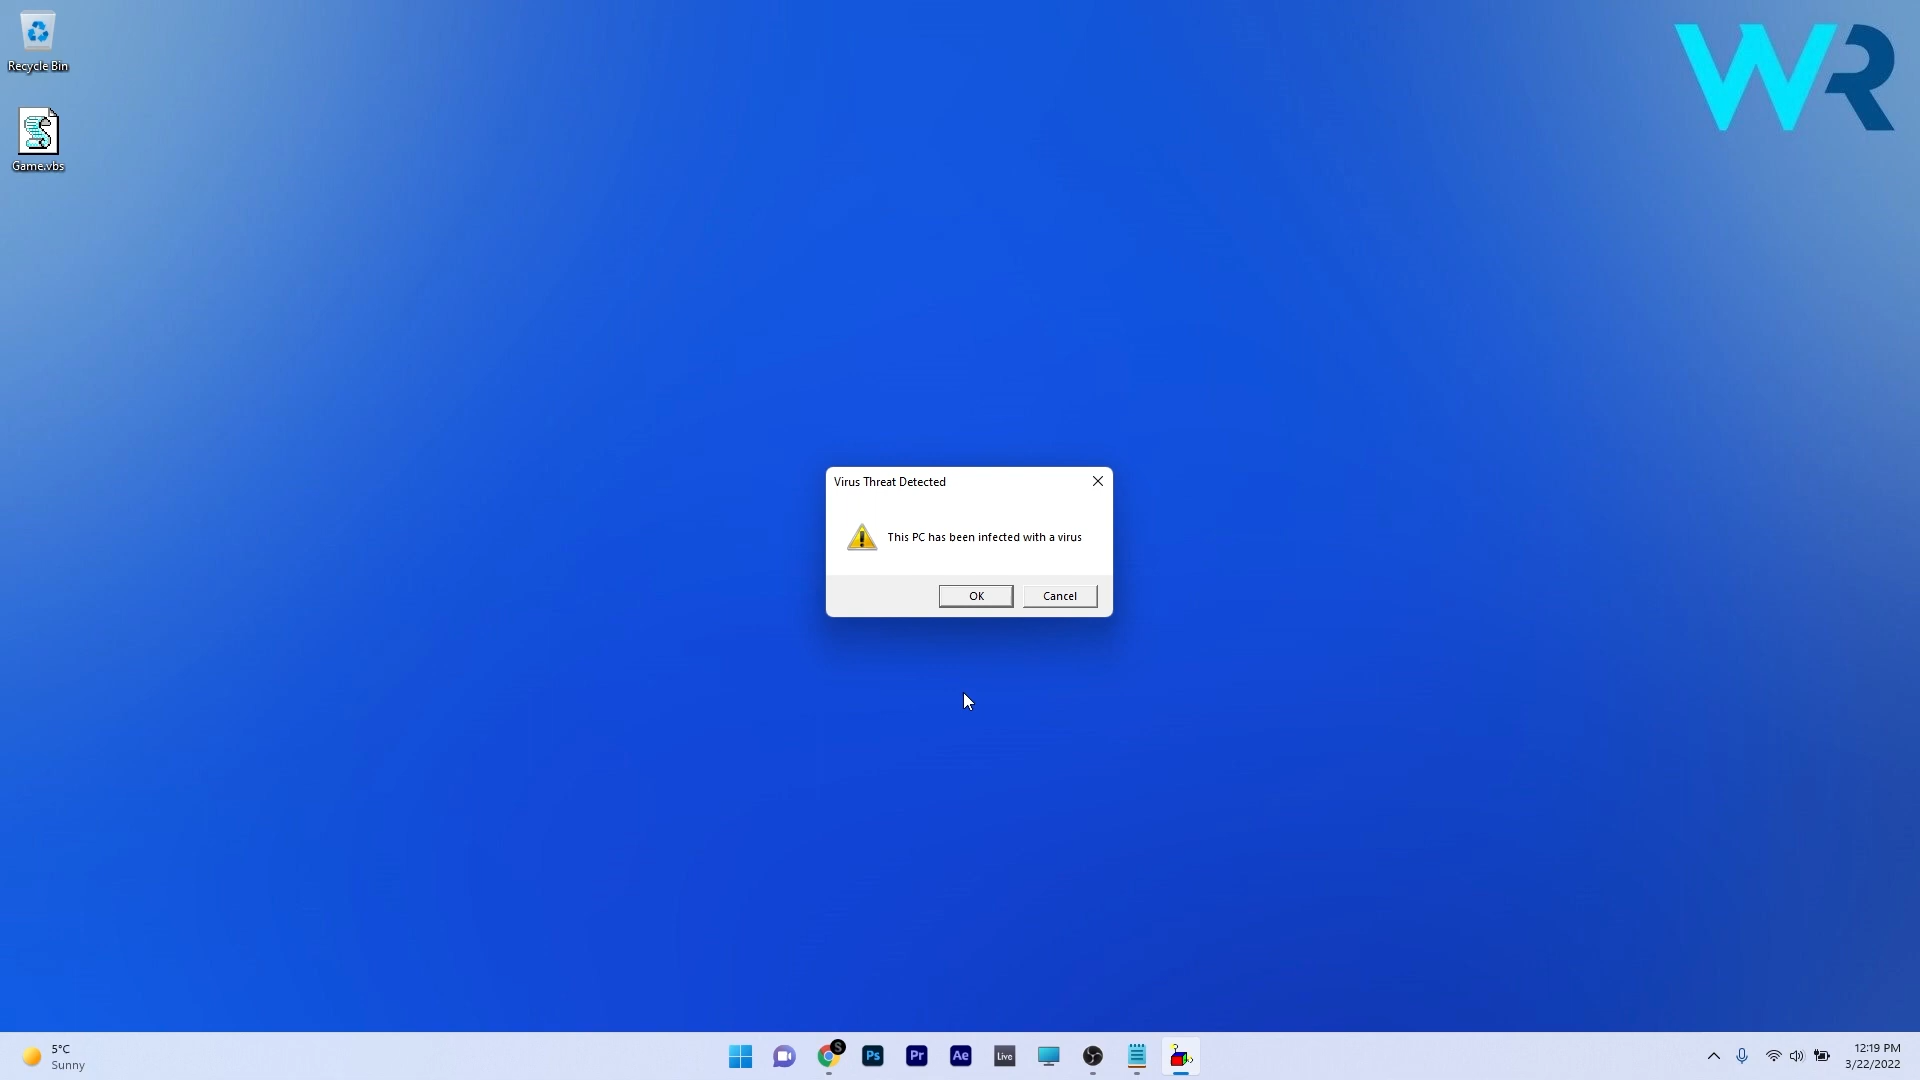 Recycle Bin
Game.vbs
WR
Virus Threat Detected
This PC has been infected with a virus
OK
Cancel
5°C
Sunny
S
Ps
Pr
Ae
Live
12:19 PM
3/22/2022